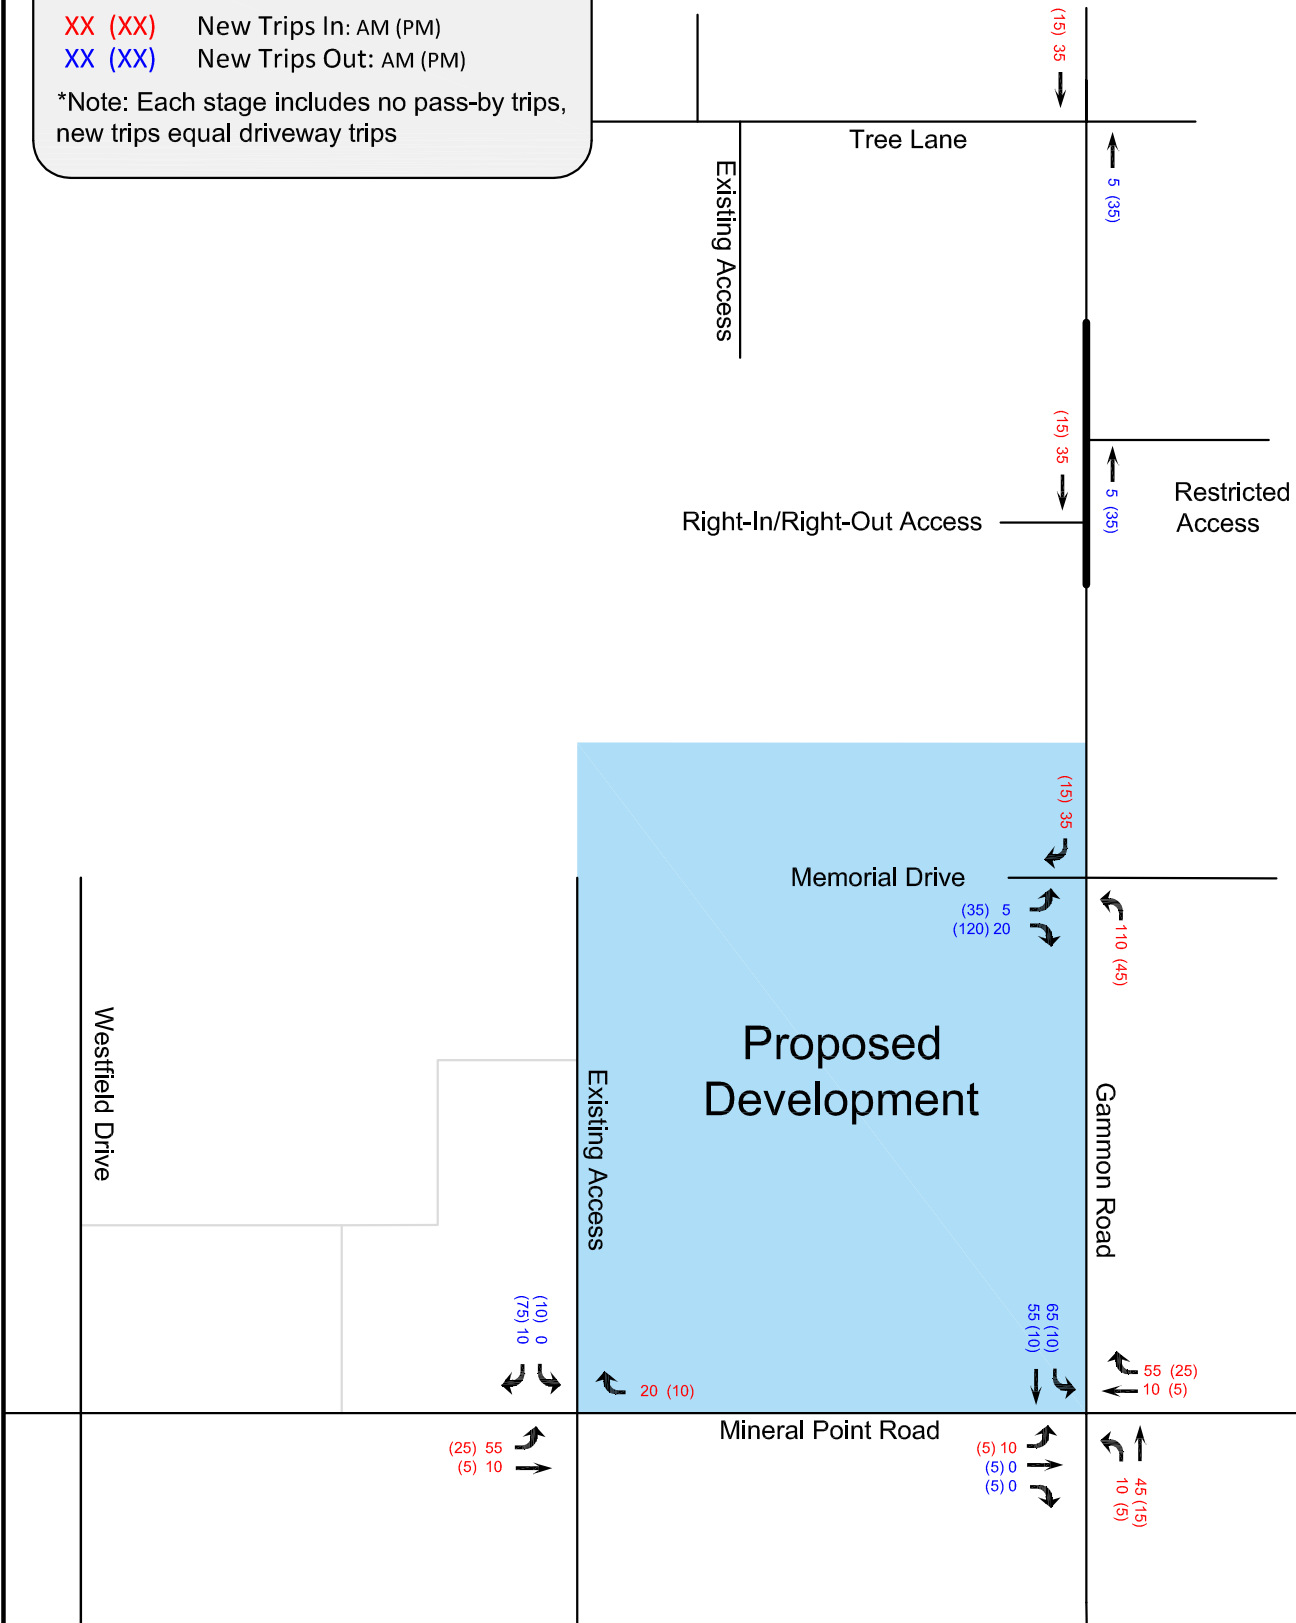 XX (XX) New Trips In: AM (PM)
XX (XX) New Trips Out: AM (PM)
*Note: Each stage includes no pass-by trips,
new trips equal driveway trips
(15) 35
Tree Lane
Existing Access
5 (35)
(15) 35
5 (35)
Right-In/Right-Out Access
Restricted
Access
(15) 35
Memorial Drive
(35) 5
(120) 20
110 (45)
Proposed
Development
Westfield Drive
Existing Access
Gammon Road
(10) 0
(75) 10
20 (10)
65 (10)
55 (10)
55 (25)
10 (5)
Mineral Point Road
(25) 55
(5) 10
(5) 10
(5) 0
(5) 0
45 (15)
10 (5)